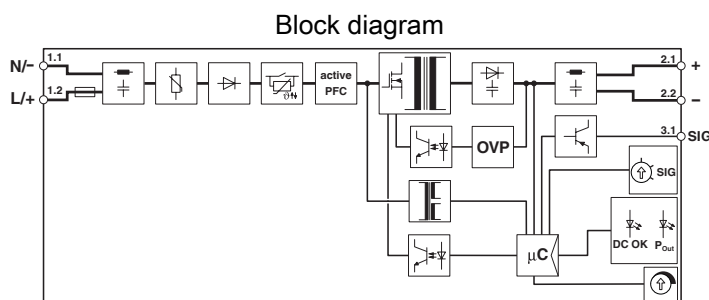 Block diagram
N/-
1.1
L/+
1.2
active
PFC
2.1
+
2.2
–
3.1
SIG
ϑ
OVP
SIG
µC
DC OK
POut